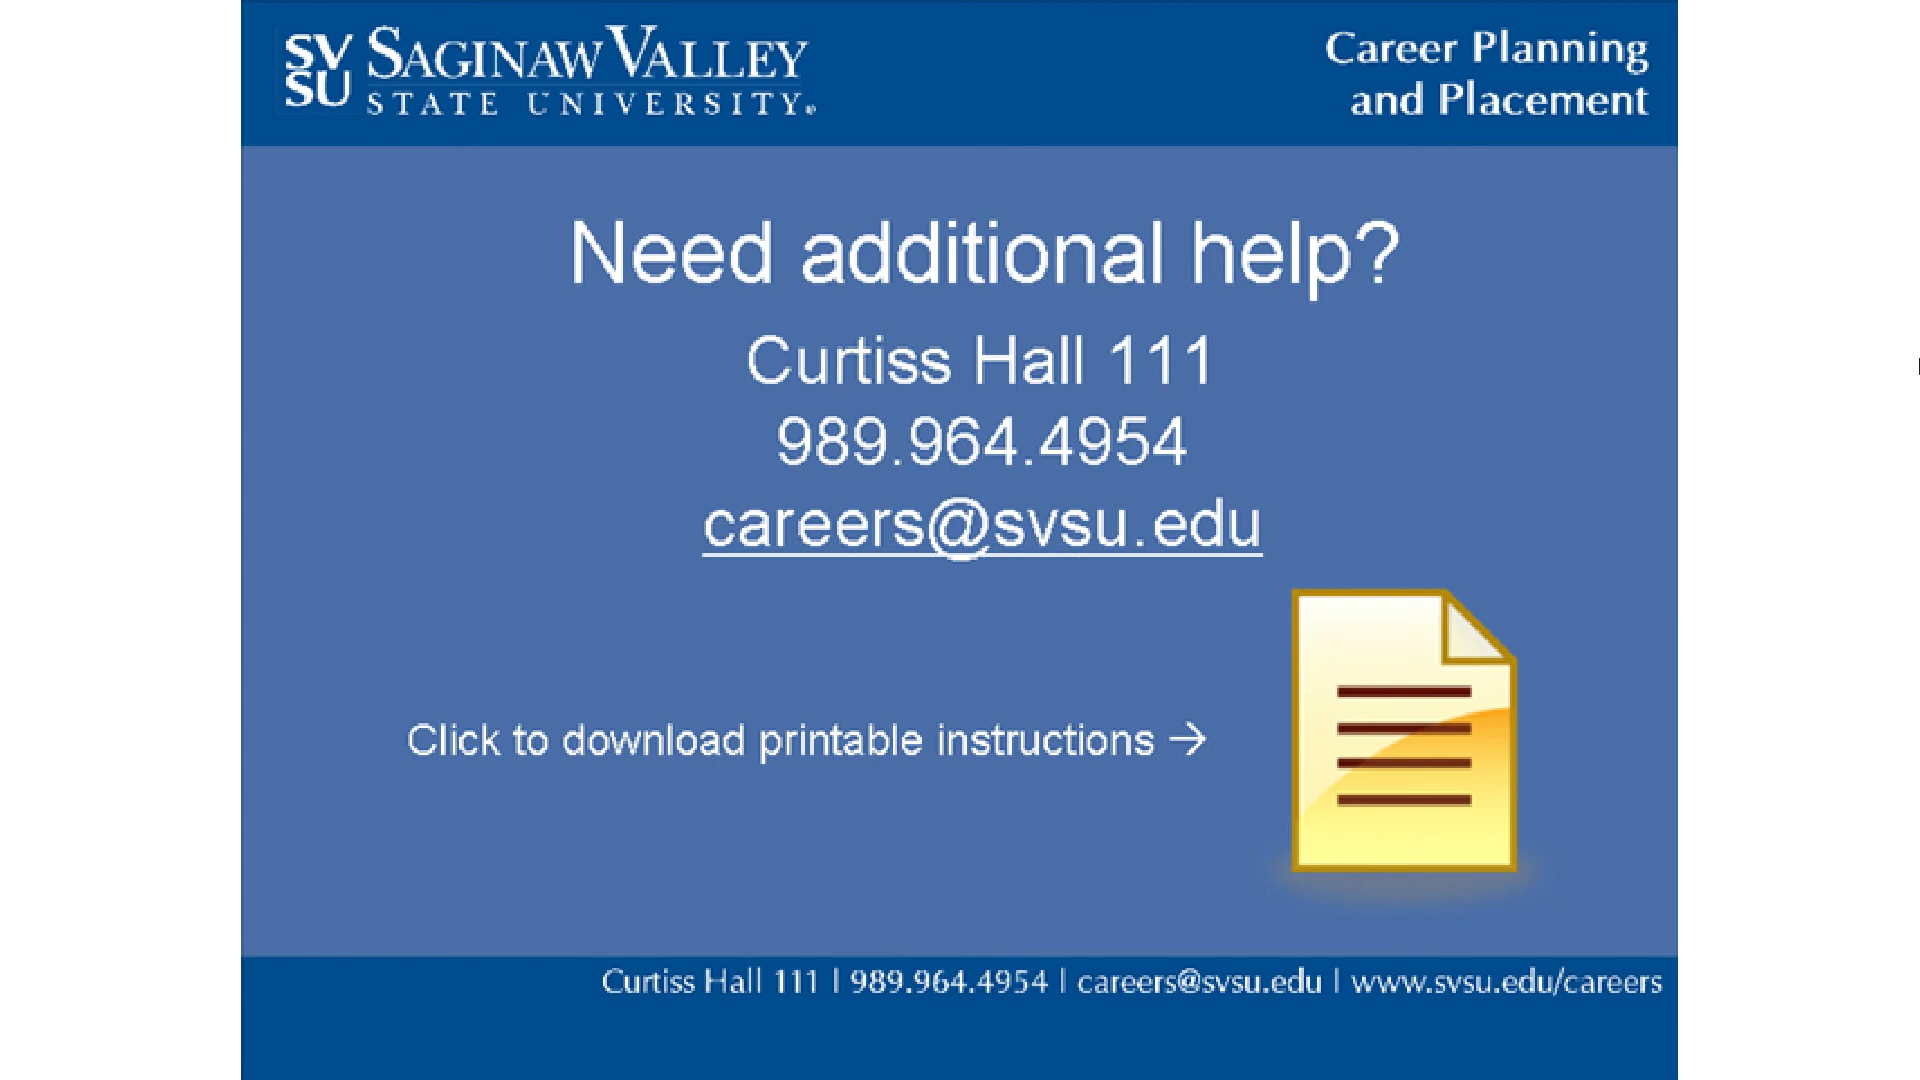 SV
SU
SAGINAW VALLEY
STATE UNIVERSITY®
Career Planning
and Placement
Need additional help?
Curtiss Hall 111
989.964.4954
careers@svsu.edu
Click to download printable instructions →
Curtiss Hall 111 | 989.964.4954 | careers@svsu.edu | www.svsu.edu/careers